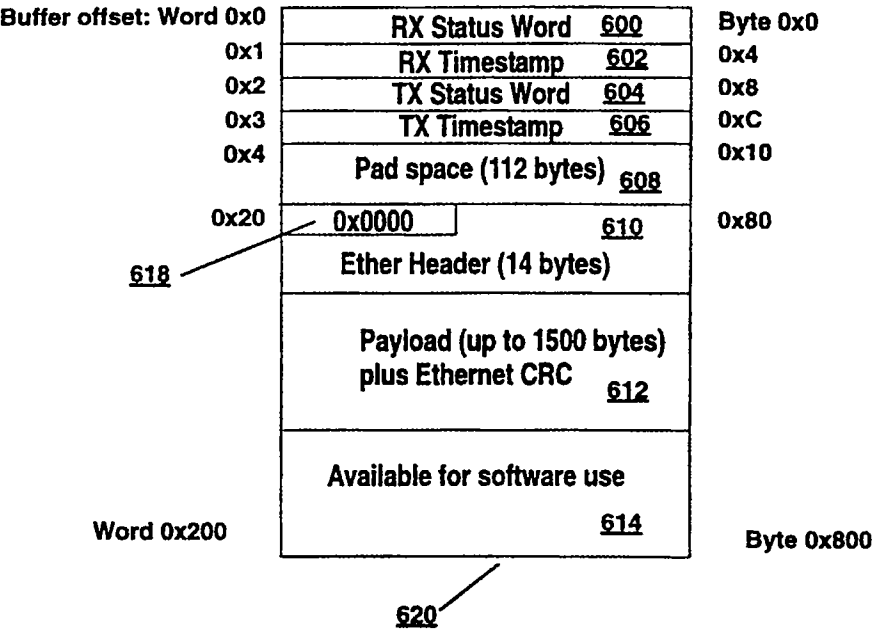 Buffer offset: Word 0x0 RX Status Word 600 Byte 0x0
0x1 RX Timestamp 602 0x4
0x2 TX Status Word 604 0x8
0x3 TX Timestamp 606 0xC
0x4 Pad space (112 bytes) 608 0x10
0x20 0x0000 610 0x80
618 Ether Header (14 bytes)
Payload (up to 1500 bytes)
plus Ethernet CRC 612
Available for software use
614
Word 0x200 Byte 0x800
620